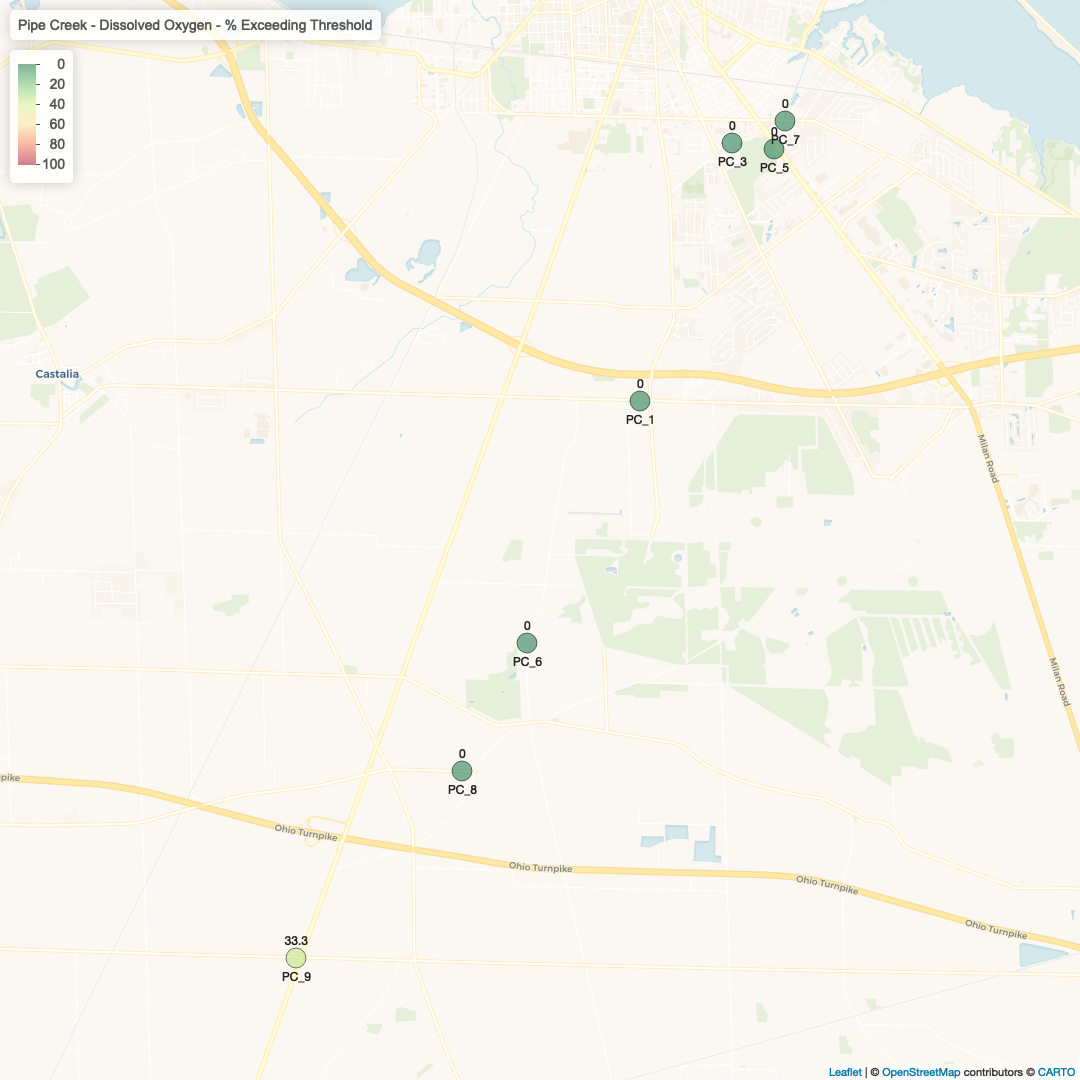 Pipe Creek - Dissolved Oxygen - % Exceeding Threshold
0
20
40
60
80
100
0
PC_7
0
PC_3
0
PC_5
Castalia
0
PC_1
Milan Road
0
PC_6
Milan Road
0
PC_8
pike
Ohio Turnpike
Ohio Turnpike
Ohio Turnpike
Ohio Turnpike
33.3
PC_9
Leaflet | © OpenStreetMap contributors © CARTO